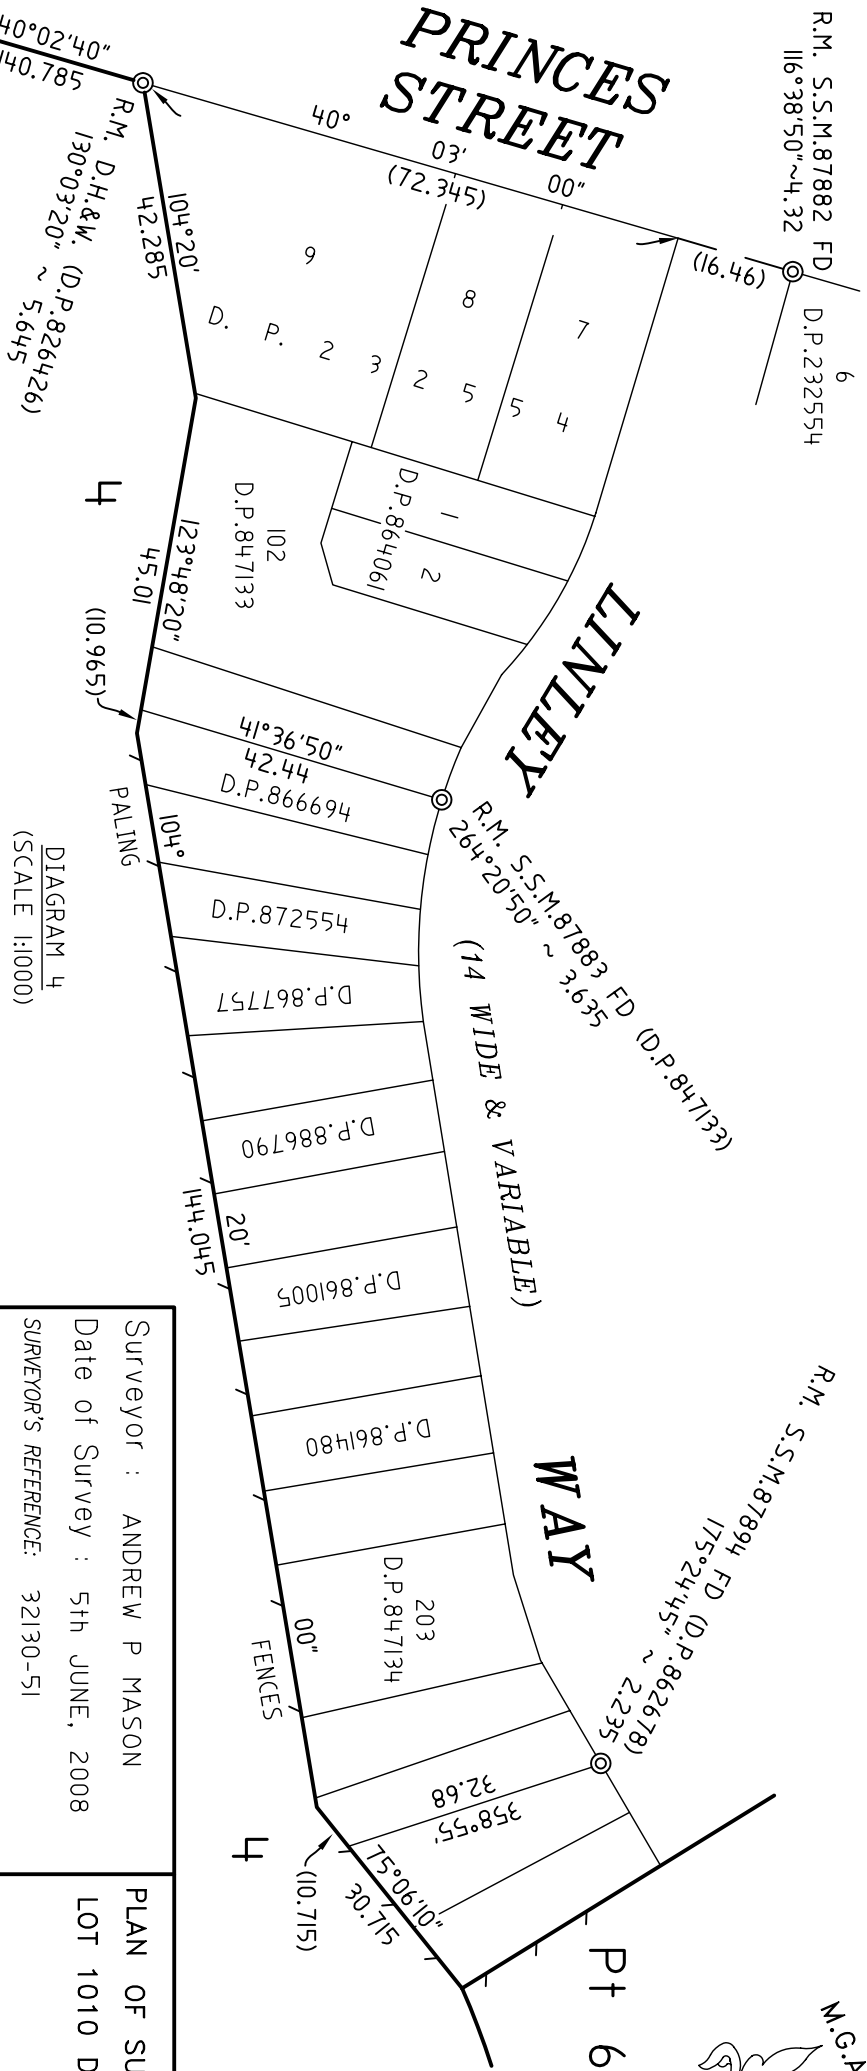 R.M. S.S.M.87882 FD
116°38'50"~4.32
PRINCES
STREET
40°02'40"
140.785
40°
03'
00"
(72.345)
(16.46)
6
D.P.232554
R.M. D.H.&W. (D.P.826426)
130°03'20" ~ 5.645
104°20'
42.285
9
8
7
D. P. 2 3 2 5 5 4
1
2
D.P.864061
102
D.P.847133
4
123°48'20"
45.01
(10.965)
LINLEY
WAY
(14 WIDE & VARIABLE)
41°36'50"
42.44
D.P.866694
R.M. S.S.M.87883 FD (D.P.847133)
264°20'50" ~ 3.635
PALING
104°
D.P.872554
D.P.867757
D.P.886790
20'
144.045
D.P.861005
D.P.861480
203
D.P.847134
00"
FENCES
R.M. S.S.M.87894 FD (D.P.862678)
175°24'45" ~ 2.235
32.68
358°55'
75°06'10"
30.715
(10.715)
4
Pt 6
M.G.A
DIAGRAM 4
(SCALE 1:1000)
Surveyor : ANDREW P MASON
Date of Survey : 5th JUNE, 2008
SURVEYOR'S REFERENCE: 32130-51
PLAN OF SU
LOT 1010 D